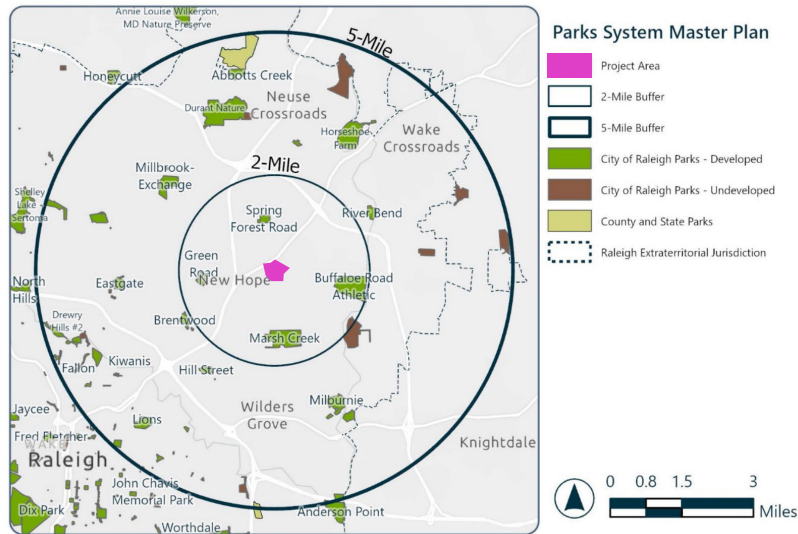 Annie Louise Wilkerson,
MD Nature Preserve
5-Mile
Honeycutt
Abbotts Creek
Durant Nature
Neuse
Crossroads
Horseshoe
Farm
Wake
Crossroads
2-Mile
Millbrook-
Exchange
Shelley
Lake -
Sertoma
Spring
Forest Road
River Bend
Green
Road
New Hope
Buffaloe Road
Athletic
North
Hills
Eastgate
Drewry
Hills #2
Brentwood
Marsh Creek
Fallon
Kiwanis
Hill Street
Jaycee
Lions
Wilders
Grove
Milburnie
Fred Fletcher
WAKE
Raleigh
Knightdale
John Chavis
Memorial Park
Dix Park
Worthdale
Anderson Point
Parks System Master Plan
Project Area
2-Mile Buffer
5-Mile Buffer
City of Raleigh Parks - Developed
City of Raleigh Parks - Undeveloped
County and State Parks
Raleigh Extraterritorial Jurisdiction
0 0.8 1.5 3
Miles